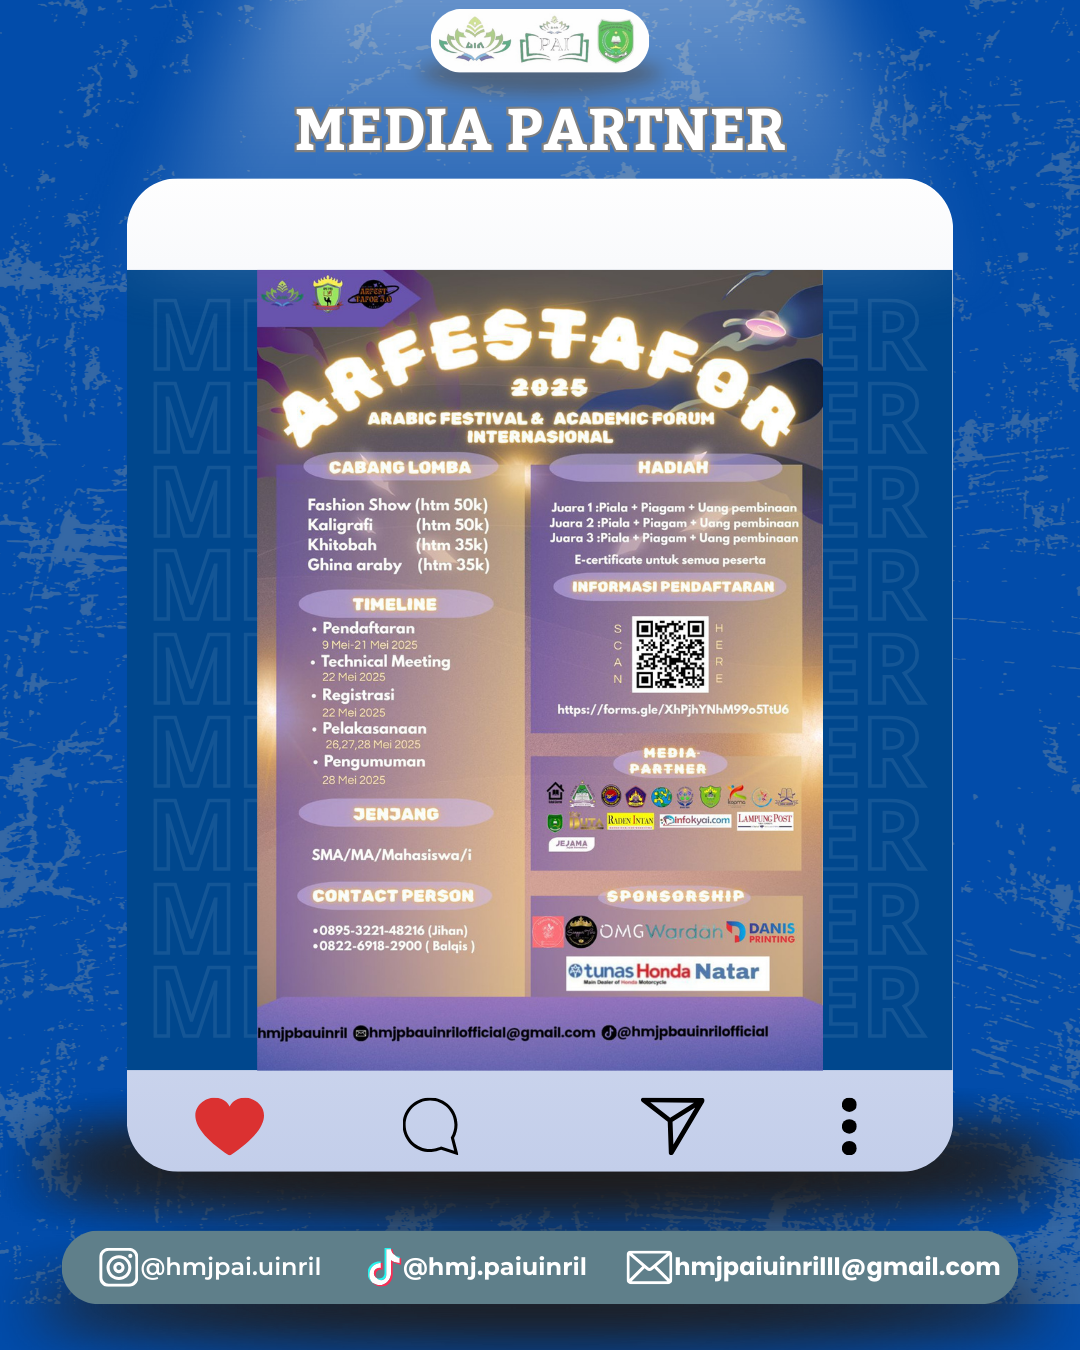 PAI
MEDIA PARTNER
ARFESTAFOR
2025
ARABIC FESTIVAL & ACADEMIC FORUM
INTERNASIONAL
CABANG LOMBA
Fashion Show (htm 50k)
Kaligrafi (htm 50k)
Khitobah (htm 35k)
Ghina araby (htm 35k)
TIMELINE
• Pendaftaran
9 Mei-21 Mei 2025
• Technical Meeting
22 Mei 2025
• Registrasi
22 Mei 2025
• Pelakasanaan
26,27,28 Mei 2025
• Pengumuman
28 Mei 2025
JENJANG
SMA/MA/Mahasiswa/i
CONTACT PERSON
•0895-3221-48216 (Jihan)
•0822-6918-2900 ( Balqis )
HADIAH
Juara 1 :Piala + Piagam + Uang pembinaan
Juara 2 :Piala + Piagam + Uang pembinaan
Juara 3 :Piala + Piagam + Uang pembinaan
E-certificate untuk semua peserta
INFORMASI PENDAFTARAN
SCAN
HERE
https://forms.gle/XhPjhYNhM99o5TtU6
MEDIA
PARTNER
RADEN INTAN
infokyai.com
LAMPUNG POST
JEJAMA
SPONSORSHIP
OMG
Wardah
DANIS
PRINTING
tunas Honda Natar
Main Dealer of Honda Motorcycle
hmjpbauinril hmjpbauinrilofficial@gmail.com @hmjpbauinrilofficial
@hmjpai.uinril @hmj.paiuinril hmjpaiuinrilll@gmail.com